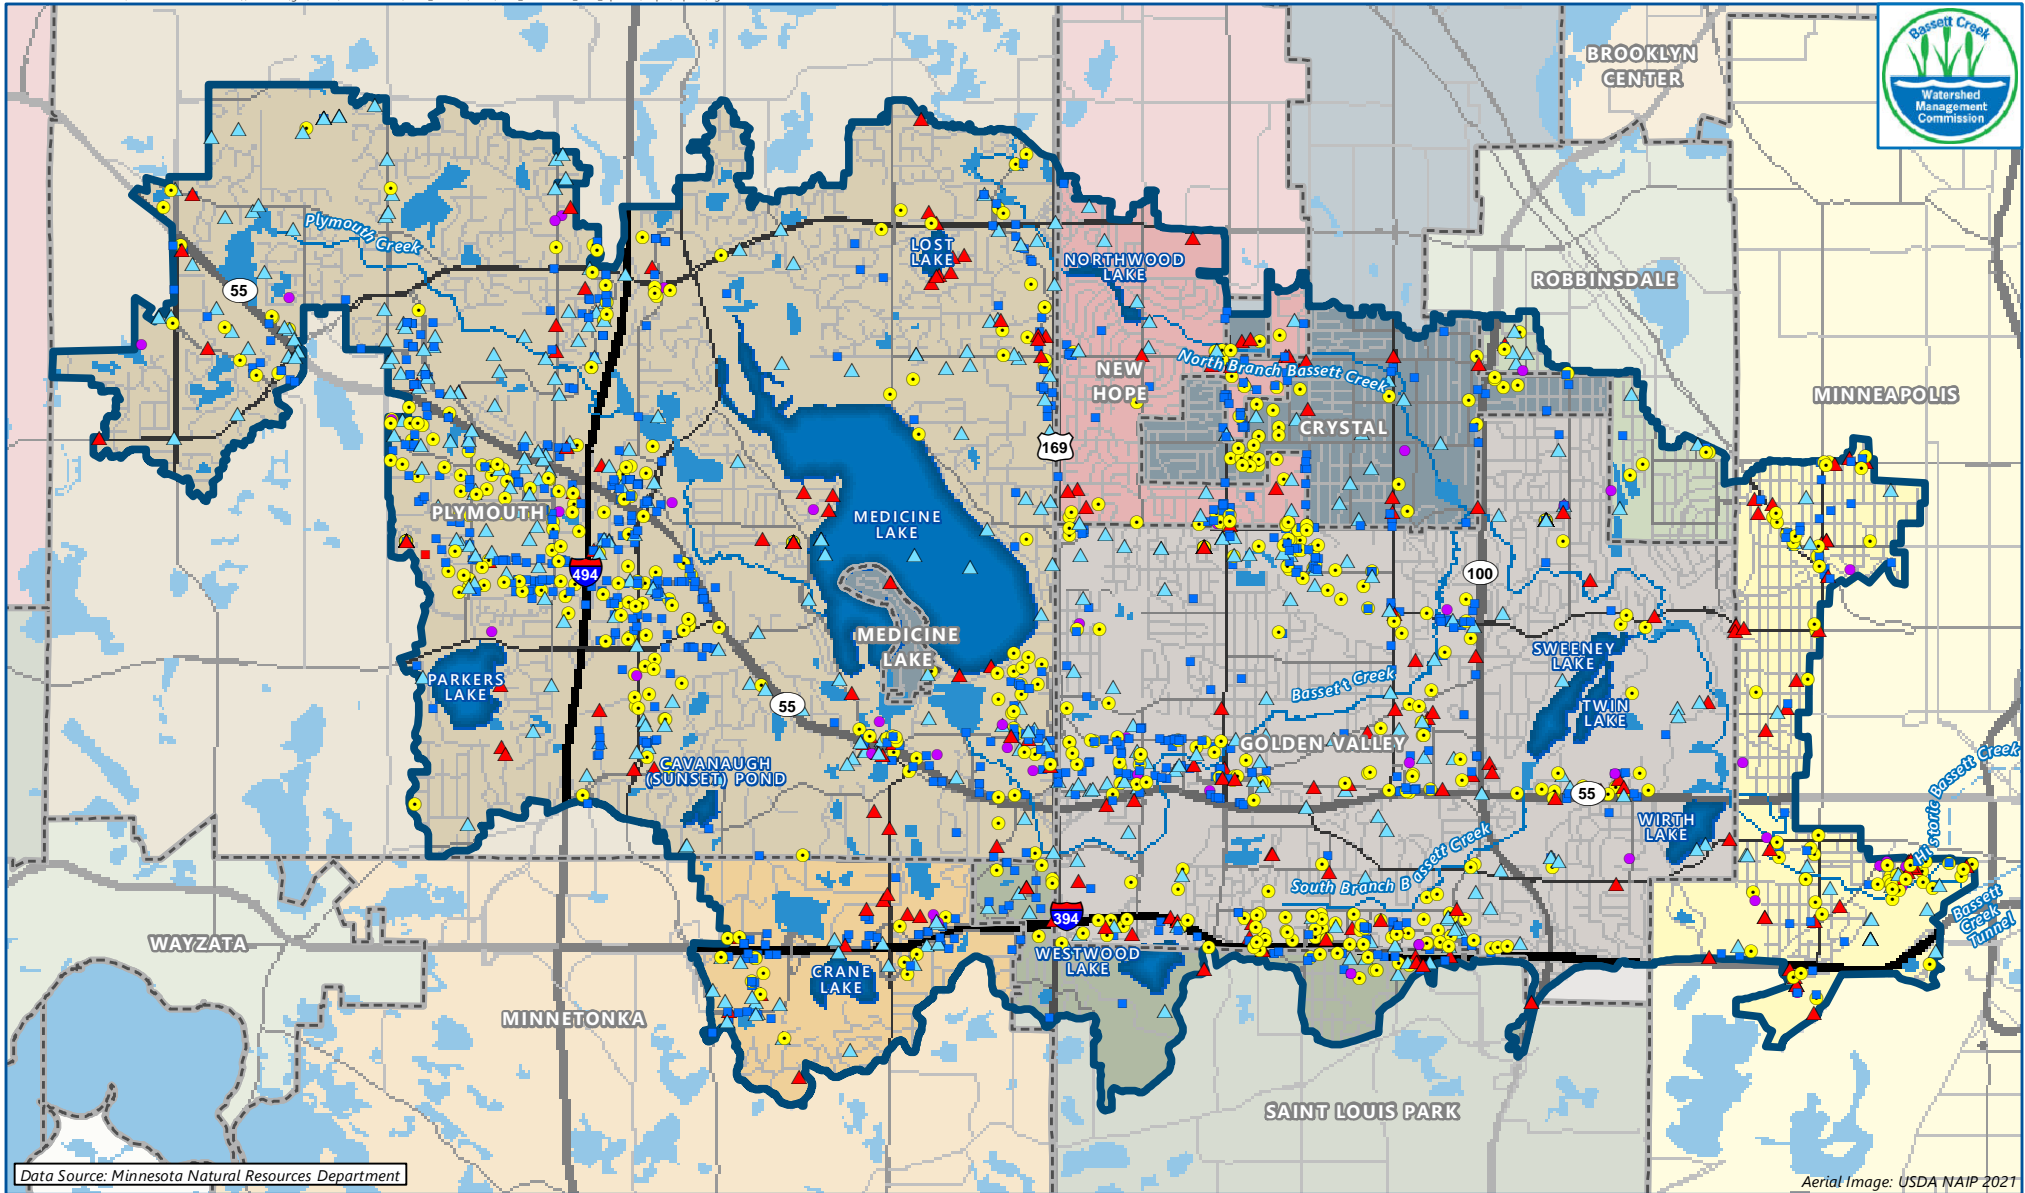 Bassett Creek
Watershed
Management
Commission
BROOKLYN
CENTER
Plymouth Creek
LOST
LAKE
NORTHWOOD
LAKE
ROBBINSDALE
55
NEW
HOPE
North Branch Bassett Creek
MINNEAPOLIS
CRYSTAL
169
PLYMOUTH
MEDICINE
LAKE
494
100
MEDICINE
LAKE
SWEENEY
LAKE
PARKERS
LAKE
Bassett Creek
TWIN
LAKE
55
GOLDEN VALLEY
CAVANAUGH
(SUNSET) POND
55
WIRTH
LAKE
Historic Bassett Creek
South Branch Bassett Creek
394
Bassett
Creek
Tunnel
WAYZATA
WESTWOOD
LAKE
CRANE
LAKE
MINNETONKA
SAINT LOUIS PARK
Data Source: Minnesota Natural Resources Department
Aerial Image: USDA NAIP 2021